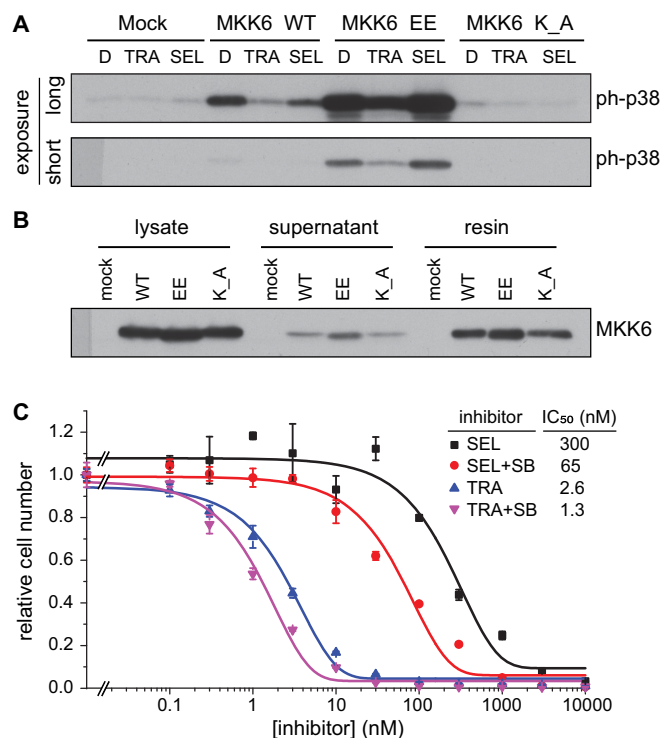 A
Mock MKK6 WT MKK6 EE MKK6 K_A
D TRA SEL D TRA SEL D TRA SEL D TRA SEL
exposure
long
ph-p38
short
ph-p38
B
lysate supernatant resin
mock WT EE K_A mock WT EE K_A mock WT EE K_A
MKK6
C
inhibitor IC₅₀ (nM)
SEL 300
SEL+SB 65
TRA 2.6
TRA+SB 1.3
relative cell number
1.2
1.0
0.8
0.6
0.4
0.2
0.0
0.1 1 10 100 1000 10000
[inhibitor] (nM)